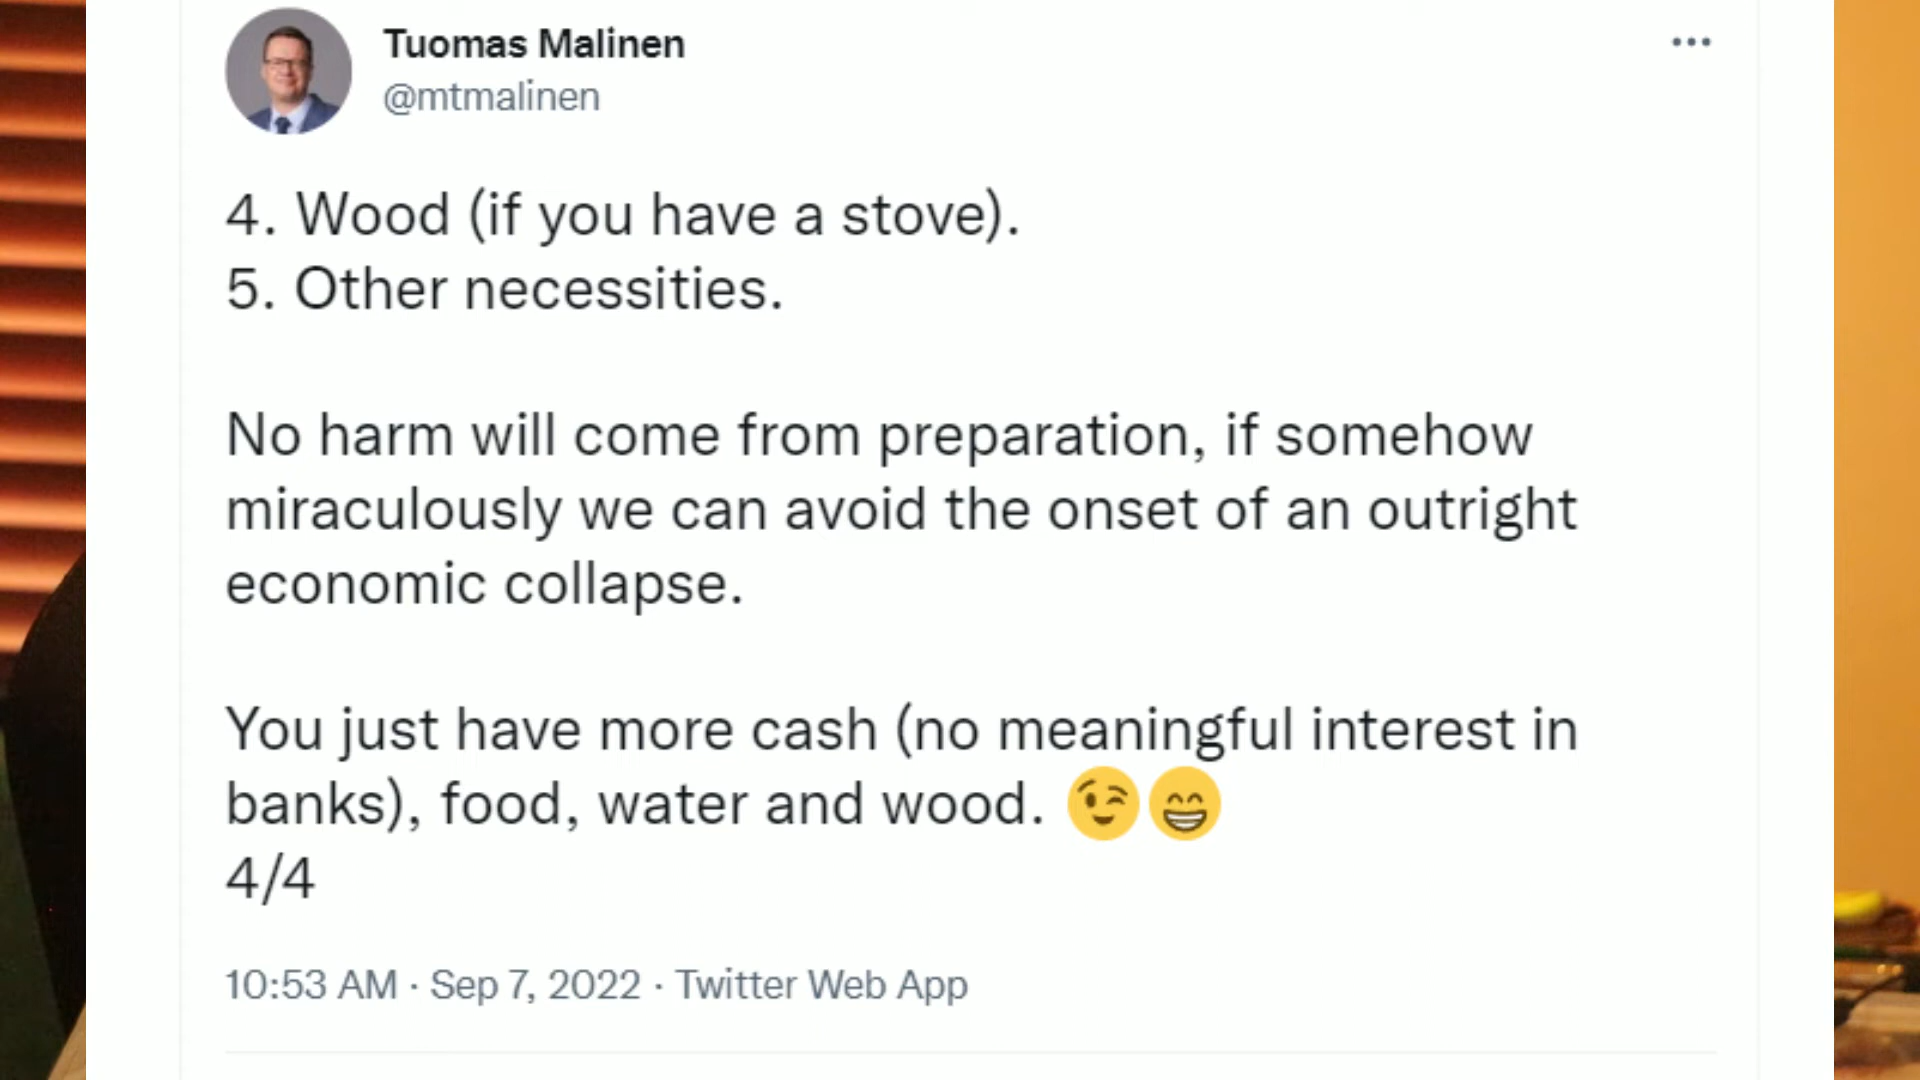 Tuomas Malinen
@mtmalinen
4. Wood (if you have a stove).
5. Other necessities.
No harm will come from preparation, if somehow
miraculously we can avoid the onset of an outright
economic collapse.
You just have more cash (no meaningful interest in
banks), food, water and wood. 😉😁
4/4
10:53 AM · Sep 7, 2022 · Twitter Web App